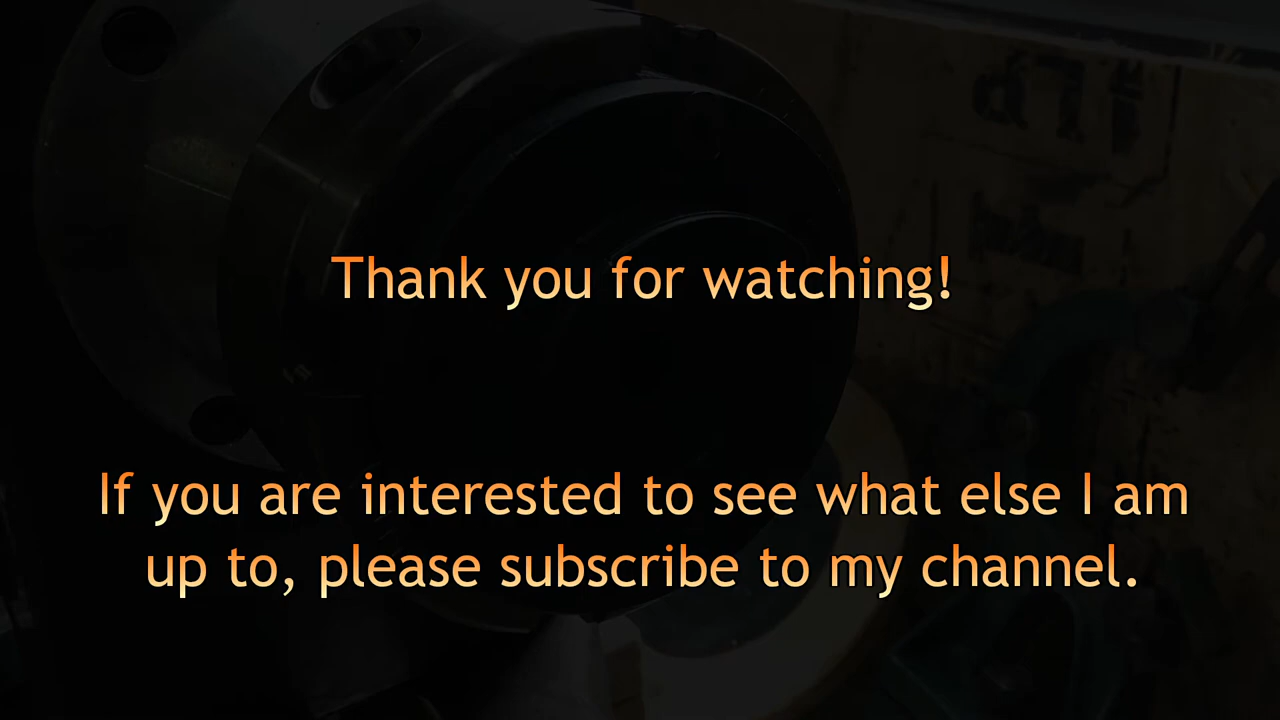 Thank you for watching!
If you are interested to see what else I am
up to, please subscribe to my channel.